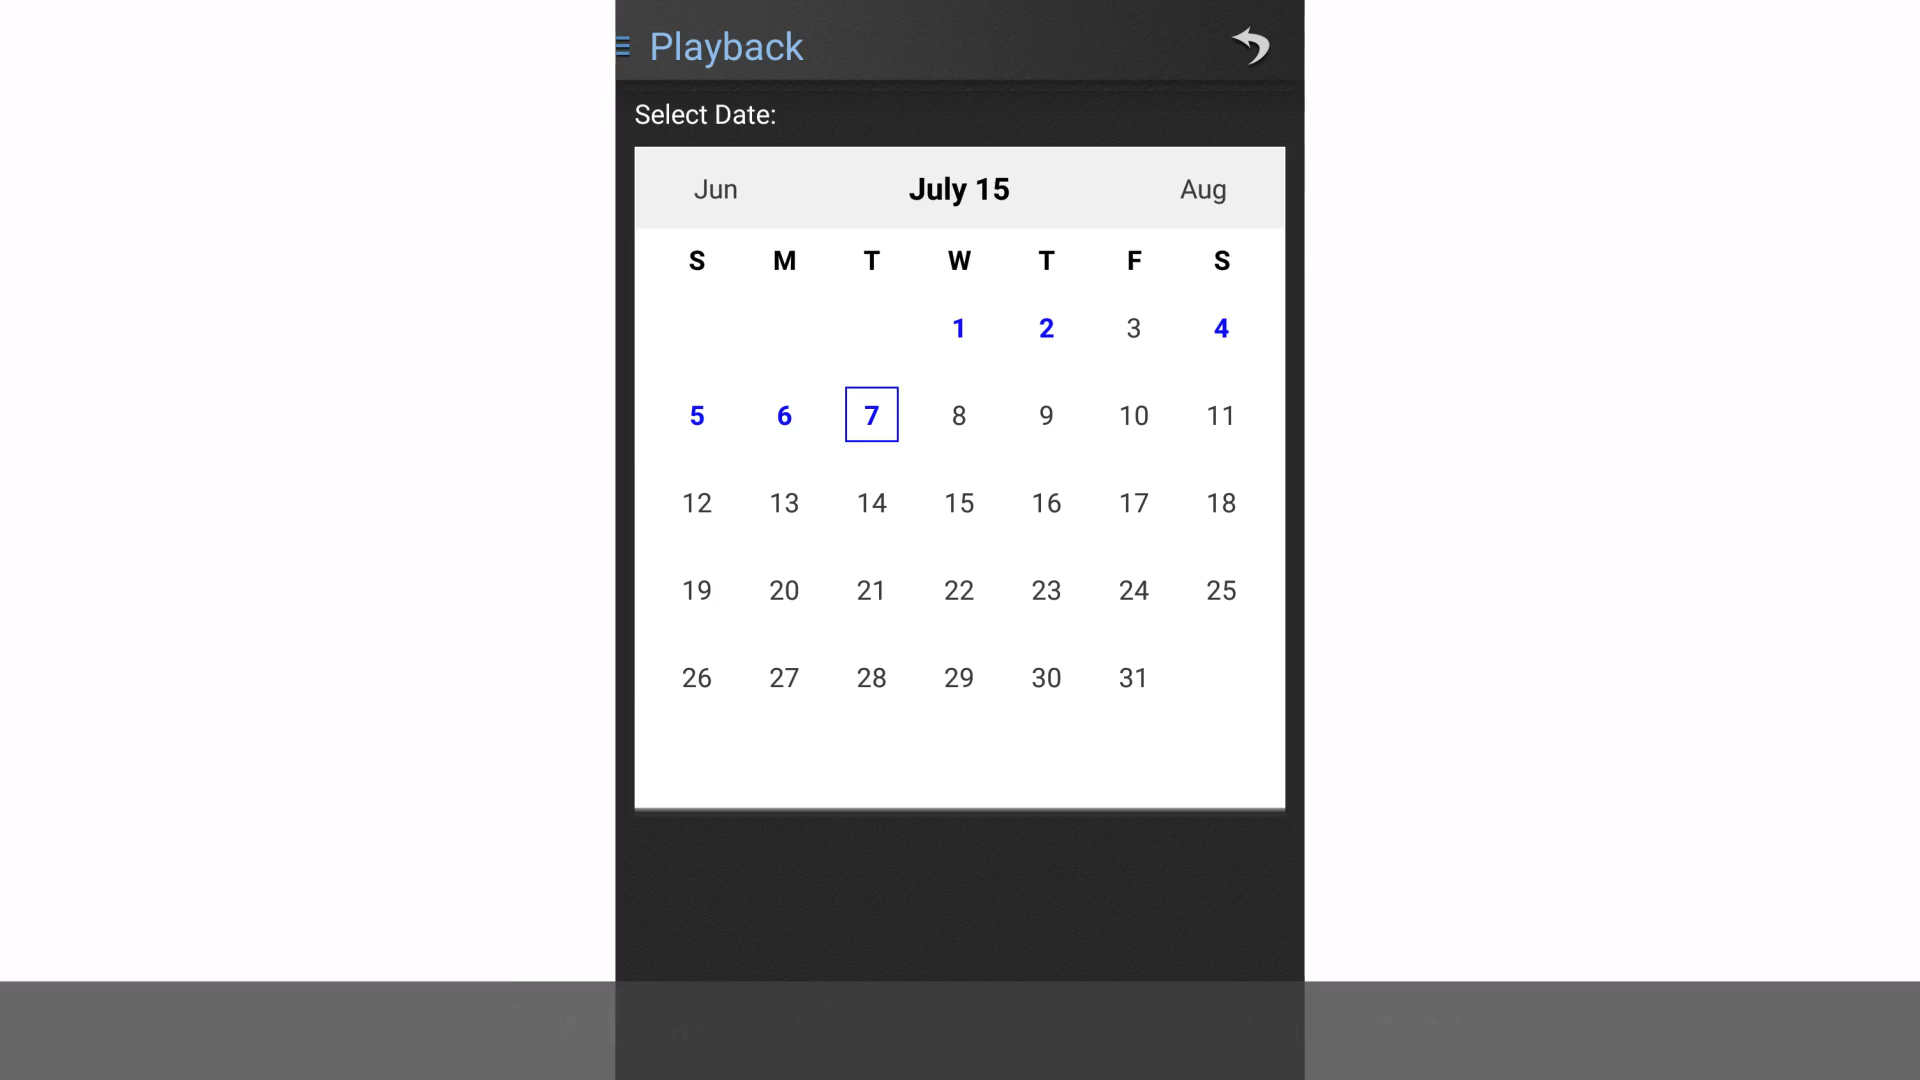 Playback
Select Date:
Jun July 15 Aug
S M T W T F S
1 2 3 4
5 6 7 8 9 10 11
12 13 14 15 16 17 18
19 20 21 22 23 24 25
26 27 28 29 30 31